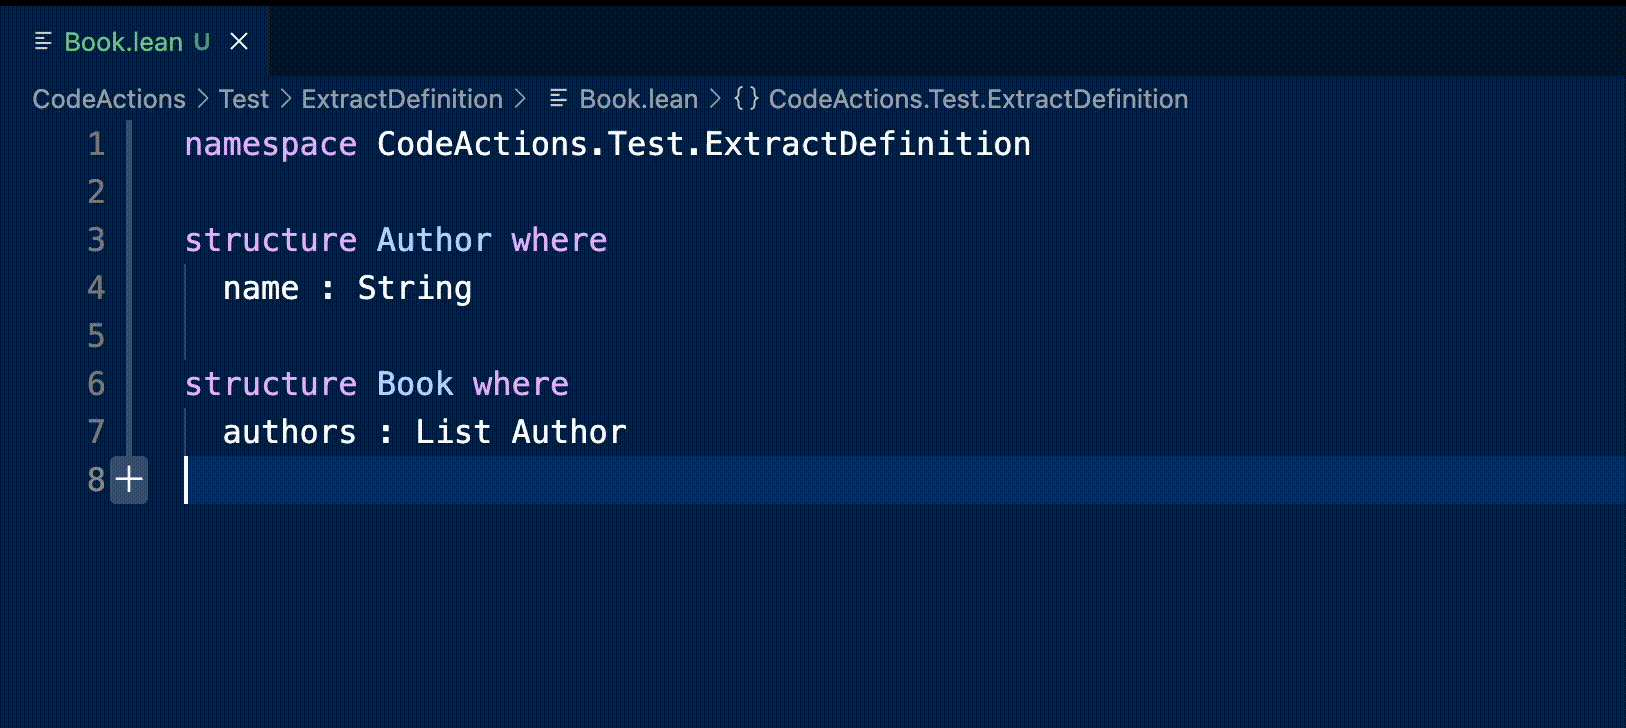 Book.lean U
CodeActions > Test > ExtractDefinition > Book.lean > {} CodeActions.Test.ExtractDefinition
1 namespace CodeActions.Test.ExtractDefinition
2
3 structure Author where
4 name : String
5
6 structure Book where
7 authors : List Author
8